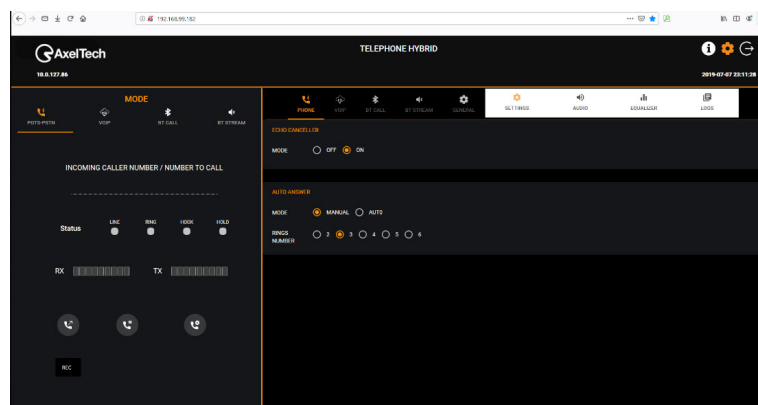 192.168.99.182
AxelTech
TELEPHONE HYBRID
10.0.127.86
2019-07-07 23:11:28
MODE
POTS-PSTN VOIP BT CALL BT STREAM
PHONE VOIP BT CALL BT STREAM GENERAL SETTINGS AUDIO EQUALIZER LOGS
ECHO CANCELLER
MODE OFF ON
INCOMING CALLER NUMBER / NUMBER TO CALL
AUTO ANSWER
MODE MANUAL AUTO
RINGS NUMBER 2 3 4 5 6
Status LINE RING HOOK HOLD
RX TX
REC